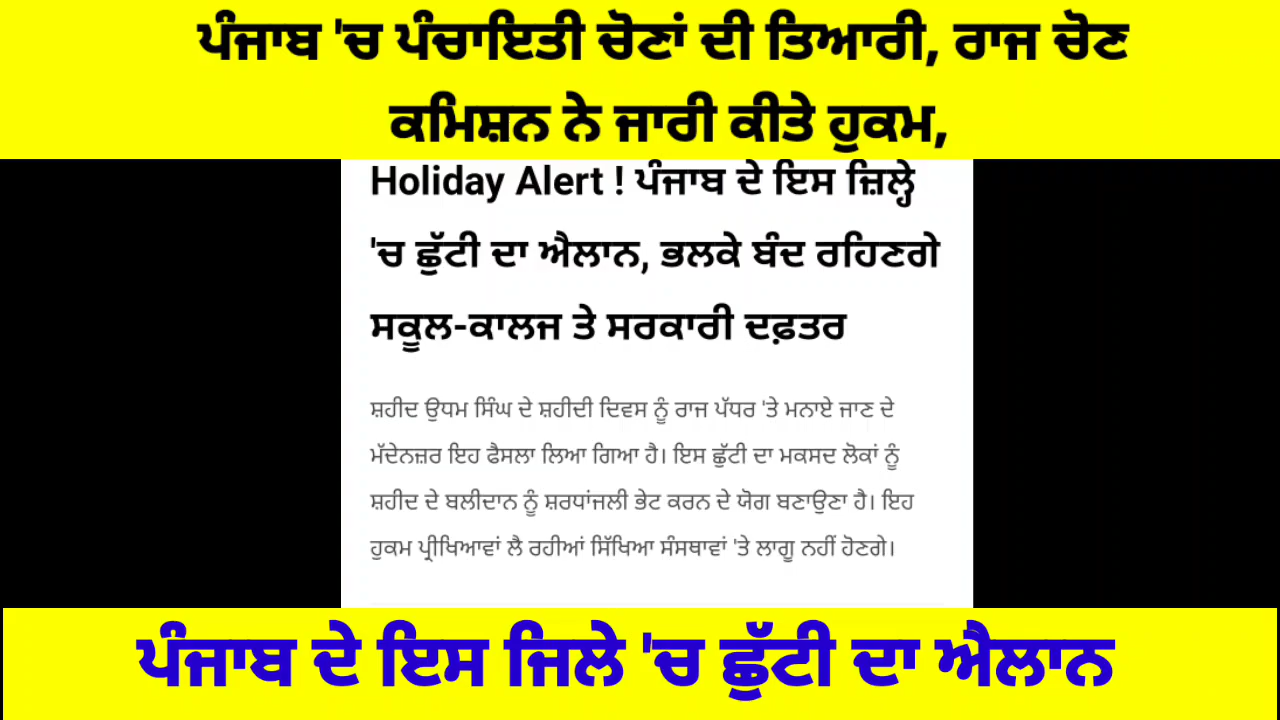 ਪੰਜਾਬ 'ਚ ਪੰਚਾਇਤੀ ਚੋਣਾਂ ਦੀ ਤਿਆਰੀ, ਰਾਜ ਚੋਣ
ਕਮਿਸ਼ਨ ਨੇ ਜਾਰੀ ਕੀਤੇ ਹੁਕਮ,
Holiday Alert ! ਪੰਜਾਬ ਦੇ ਇਸ ਜ਼ਿਲ੍ਹੇ
'ਚ ਛੁੱਟੀ ਦਾ ਐਲਾਨ, ਭਲਕੇ ਬੰਦ ਰਹਿਣਗੇ
ਸਕੂਲ-ਕਾਲਜ ਤੇ ਸਰਕਾਰੀ ਦਫ਼ਤਰ
ਸ਼ਹੀਦ ਊਧਮ ਸਿੰਘ ਦੇ ਸ਼ਹੀਦੀ ਦਿਵਸ ਨੂੰ ਰਾਜ ਪੱਧਰ 'ਤੇ ਮਨਾਏ ਜਾਣ ਦੇ
ਮੱਦੇਨਜ਼ਰ ਇਹ ਫੈਸਲਾ ਲਿਆ ਗਿਆ ਹੈ। ਇਸ ਛੁੱਟੀ ਦਾ ਮਕਸਦ ਲੋਕਾਂ ਨੂੰ
ਸ਼ਹੀਦ ਦੇ ਬਲੀਦਾਨ ਨੂੰ ਸ਼ਰਧਾਂਜਲੀ ਭੇਟ ਕਰਨ ਦੇ ਯੋਗ ਬਣਾਉਣਾ ਹੈ। ਇਹ
ਹੁਕਮ ਪ੍ਰੀਖਿਆਵਾਂ ਲੈ ਰਹੀਆਂ ਸਿੱਖਿਆ ਸੰਸਥਾਵਾਂ 'ਤੇ ਲਾਗੂ ਨਹੀਂ ਹੋਣਗੇ।
ਪੰਜਾਬ ਦੇ ਇਸ ਜਿਲੇ 'ਚ ਛੁੱਟੀ ਦਾ ਐਲਾਨ